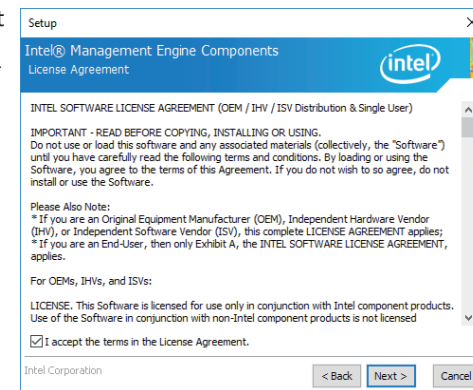 Setup
Intel® Management Engine Components
License Agreement
intel
INTEL SOFTWARE LICENSE AGREEMENT (OEM / IHV / ISV Distribution & Single User)
IMPORTANT - READ BEFORE COPYING, INSTALLING OR USING.
Do not use or load this software and any associated materials (collectively, the "Software")
until you have carefully read the following terms and conditions. By loading or using the
Software, you agree to the terms of this Agreement. If you do not wish to so agree, do not
install or use the Software.
Please Also Note:
* If you are an Original Equipment Manufacturer (OEM), Independent Hardware Vendor
(IHV), or Independent Software Vendor (ISV), this complete LICENSE AGREEMENT applies;
* If you are an End-User, then only Exhibit A, the INTEL SOFTWARE LICENSE AGREEMENT,
applies.
For OEMs, IHVs, and ISVs:
LICENSE. This Software is licensed for use only in conjunction with Intel component products.
Use of the Software in conjunction with non-Intel component products is not licensed
I accept the terms in the License Agreement.
Intel Corporation
< Back
Next >
Cancel